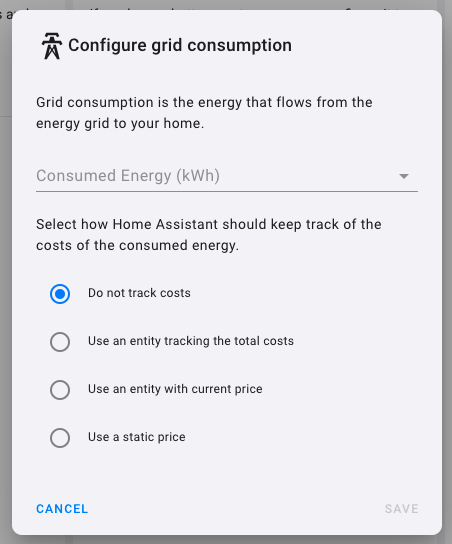 Configure grid consumption
Grid consumption is the energy that flows from the
energy grid to your home.
Consumed Energy (kWh)
Select how Home Assistant should keep track of the
costs of the consumed energy.
Do not track costs
Use an entity tracking the total costs
Use an entity with current price
Use a static price
CANCEL
SAVE